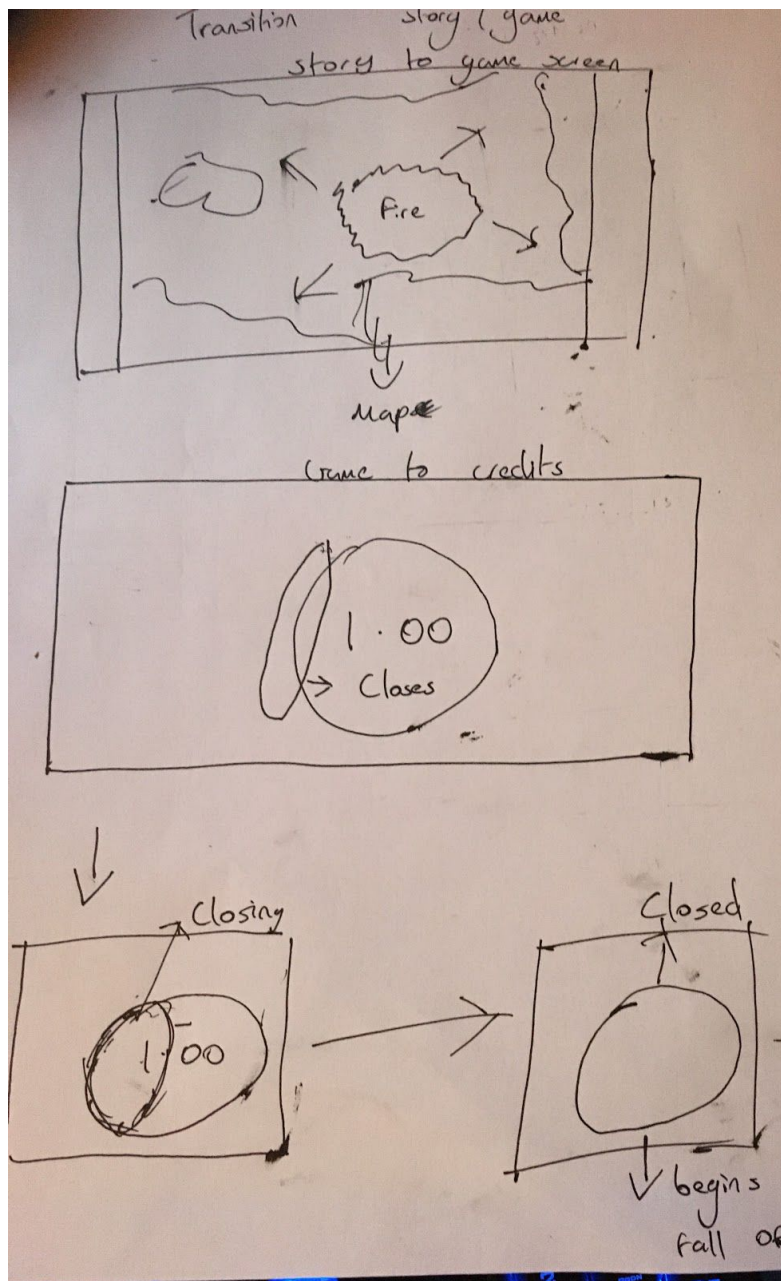 Transition story / game
story to game screen
Fire
Map
Game to credits
1.00
Closes
Closing
Closed
1.00
begins
fall of